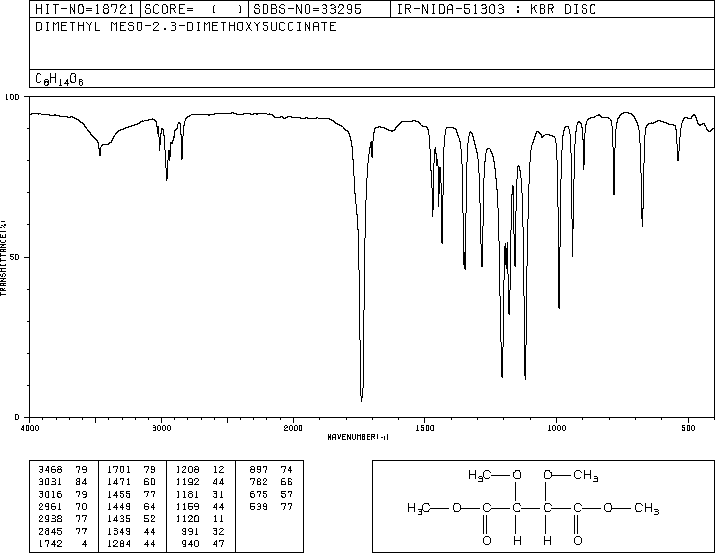 HIT-NO=18721 SCORE= ( ) SDBS-NO=33295 IR-NIDA-51303 : KBR DISC
DIMETHYL MESO-2,3-DIMETHOXYSUCCINATE
C8H14O6
100
50
0
TRANSMITTANCE(%)
4000 3000 2000 1500 1000 500
WAVENUMBER(-1)
3468 79 1701 79 1208 12 897 74
3031 84 1471 60 1192 44 782 66
3016 79 1455 77 1181 31 675 57
2961 70 1449 64 1159 44 539 77
2938 77 1435 52 1120 11
2845 77 1349 44 991 32
1742 4 1284 44 940 47
H3C—O O—CH3
H3C—O—C—C—C—C—O—CH3
O H H O